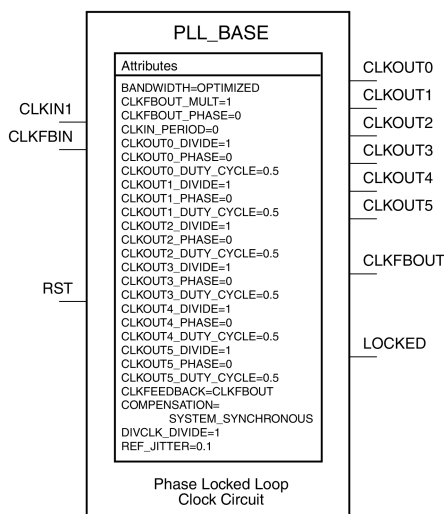 PLL_BASE
Attributes
BANDWIDTH=OPTIMIZED
CLKFBOUT_MULT=1
CLKFBOUT_PHASE=0
CLKIN_PERIOD=0
CLKOUT0_DIVIDE=1
CLKOUT0_PHASE=0
CLKOUT0_DUTY_CYCLE=0.5
CLKOUT1_DIVIDE=1
CLKOUT1_PHASE=0
CLKOUT1_DUTY_CYCLE=0.5
CLKOUT2_DIVIDE=1
CLKOUT2_PHASE=0
CLKOUT2_DUTY_CYCLE=0.5
CLKOUT3_DIVIDE=1
CLKOUT3_PHASE=0
CLKOUT3_DUTY_CYCLE=0.5
CLKOUT4_DIVIDE=1
CLKOUT4_PHASE=0
CLKOUT4_DUTY_CYCLE=0.5
CLKOUT5_DIVIDE=1
CLKOUT5_PHASE=0
CLKOUT5_DUTY_CYCLE=0.5
CLKFEEDBACK=CLKFBOUT
COMPENSATION=
SYSTEM_SYNCHRONOUS
DIVCLK_DIVIDE=1
REF_JITTER=0.1
CLKIN1
CLKFBIN
RST
CLKOUT0
CLKOUT1
CLKOUT2
CLKOUT3
CLKOUT4
CLKOUT5
CLKFBOUT
LOCKED
Phase Locked Loop
Clock Circuit